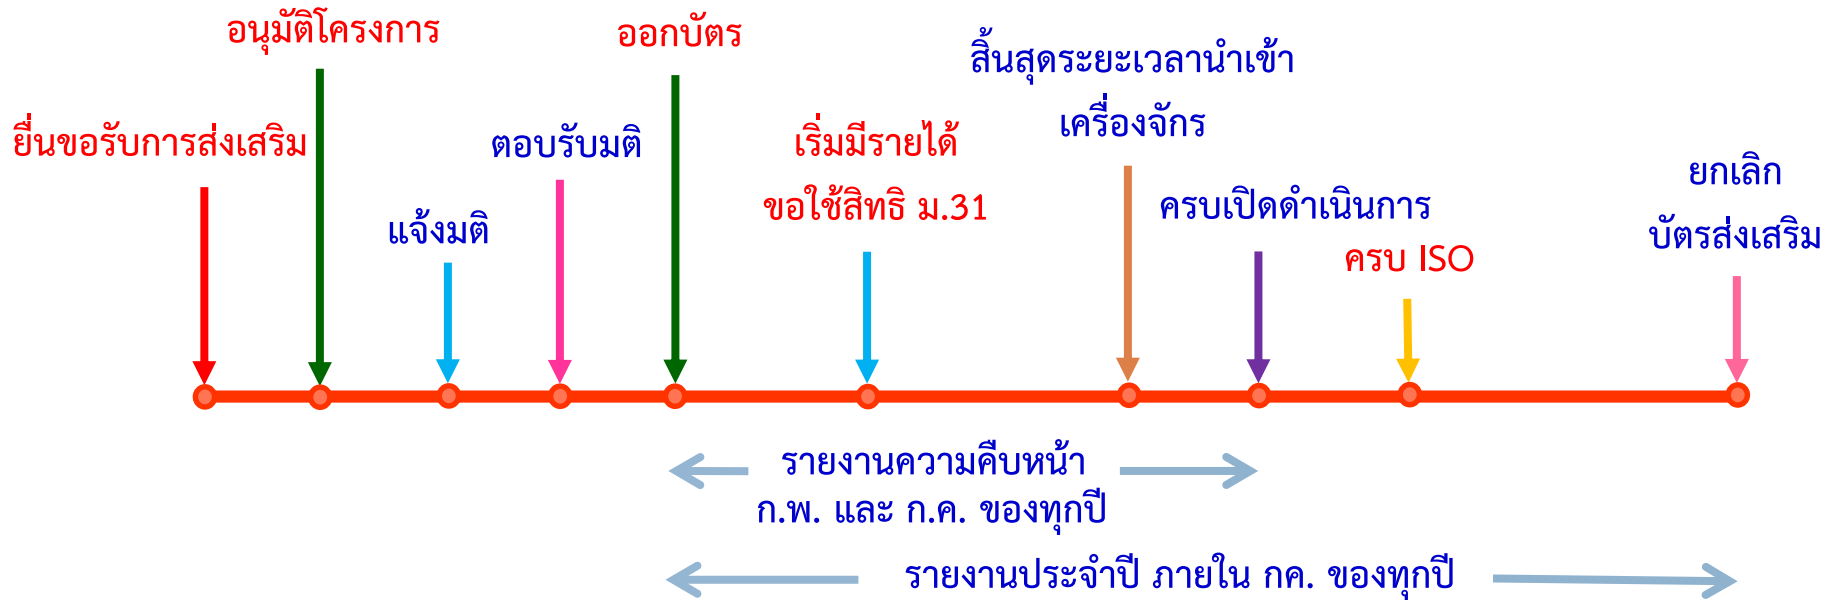 อนุมัติโครงการ
ออกบัตร
สิ้นสุดระยะเวลานำเข้า
เครื่องจักร
ยื่นขอรับการส่งเสริม
ตอบรับมติ
เริ่มมีรายได้
ขอใช้สิทธิ ม.31
แจ้งมติ
ครบเปิดดำเนินการ
ครบ ISO
ยกเลิก
บัตรส่งเสริม
รายงานความคืบหน้า
ก.พ. และ ก.ค. ของทุกปี
รายงานประจำปี ภายใน กค. ของทุกปี